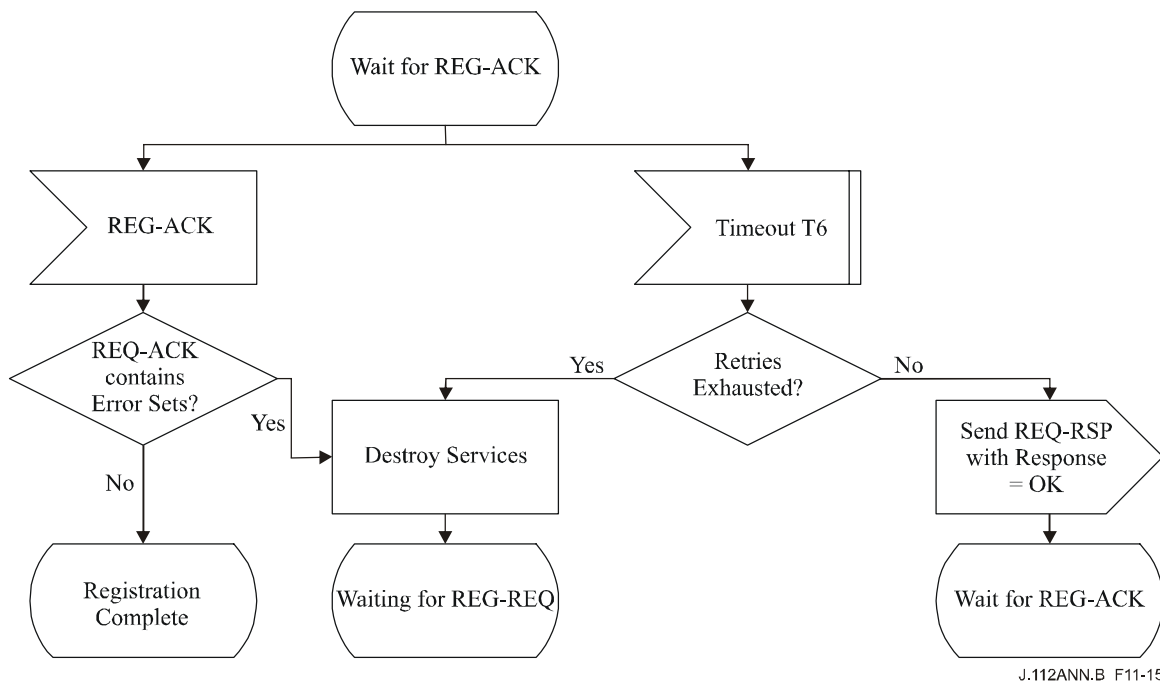 Wait for REG-ACK
REG-ACK
Timeout T6
REQ-ACK
contains
Error Sets?
Yes
No
Retries
Exhausted?
Yes
No
Destroy Services
Send REQ-RSP
with Response
= OK
Registration
Complete
Waiting for REG-REQ
Wait for REG-ACK
J.112ANN.B F11-15